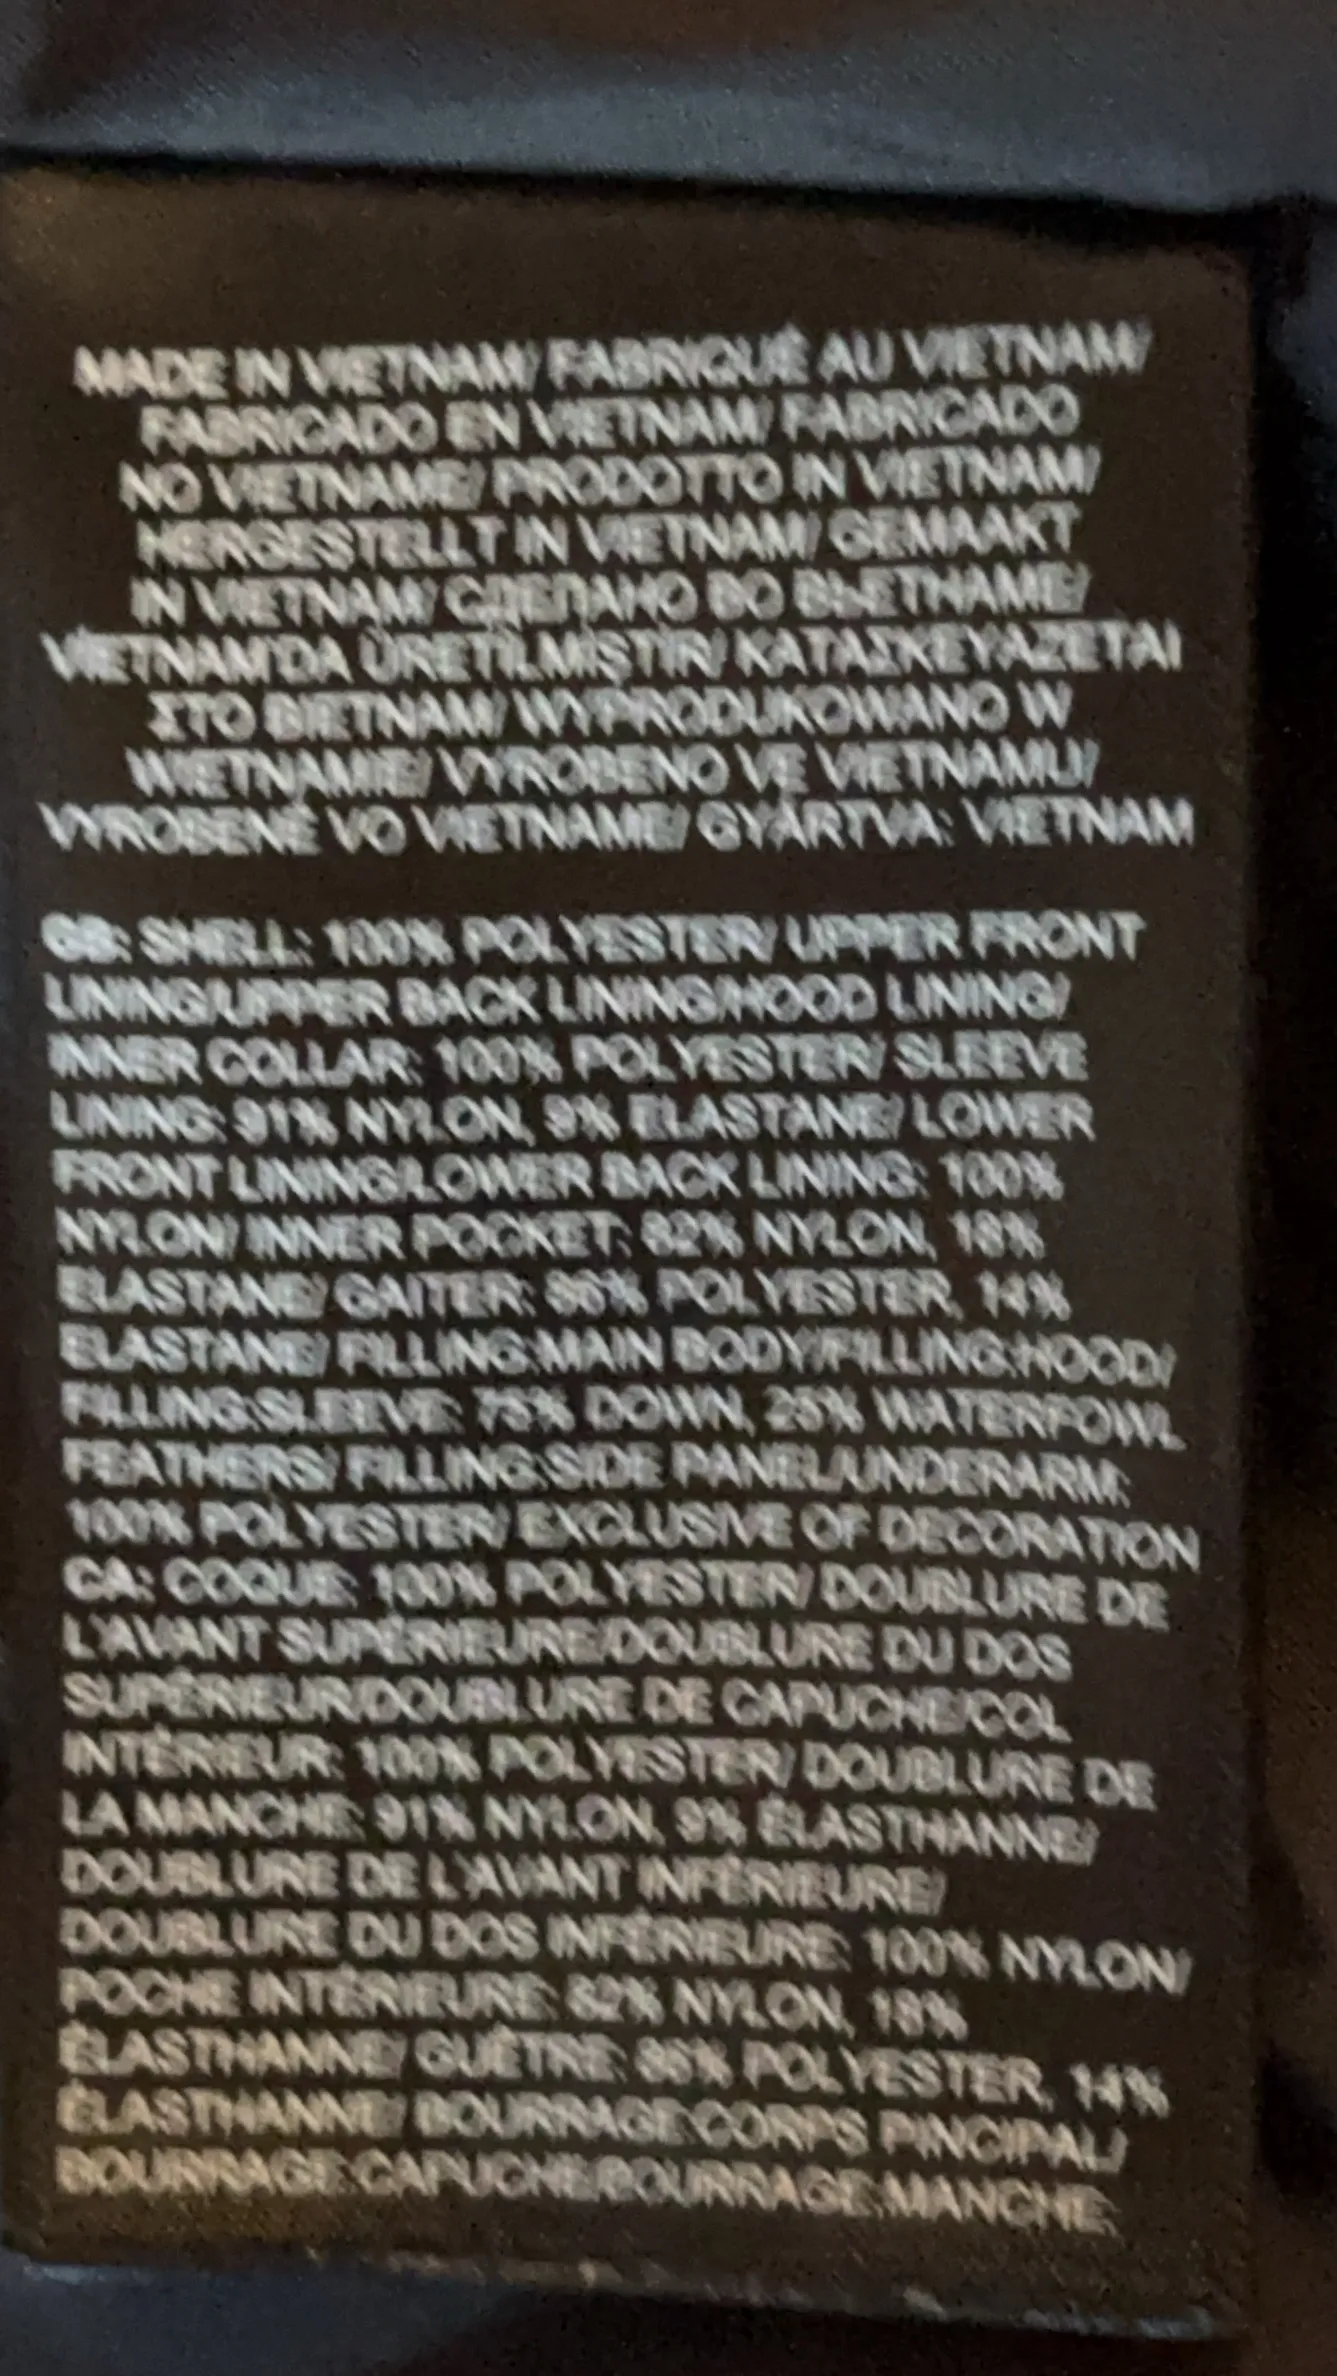 MADE IN VIETNAM/ FABRIQUÉ AU VIETNAM/
FABRICADO EN VIETNAM/ FABRICADO
NO VIETNAME/ PRODOTTO IN VIETNAM/
HERGESTELLT IN VIETNAM/ GEMAAKT
IN VIETNAM/ СДЕЛАНО ВО ВЬЕТНАМЕ/
VİETNAM'DA ÜRETİLMİŞTİR/ ΚΑΤΑΣΚΕΥΑΖΕΤΑΙ
ΣΤΟ ΒΙΕΤΝΑΜ/ WYPRODUKOWANO W
WIETNAMIE/ VYROBENO VE VIETNAMU/
VYROBENÉ VO VIETNAME/ GYÁRTVA: VIETNAM
GB: SHELL: 100% POLYESTER/ UPPER FRONT
LINING/UPPER BACK LINING/HOOD LINING/
INNER COLLAR: 100% POLYESTER/ SLEEVE
LINING: 91% NYLON, 9% ELASTANE/ LOWER
FRONT LINING/LOWER BACK LINING: 100%
NYLON/ INNER POCKET: 82% NYLON, 18%
ELASTANE/ GAITER: 86% POLYESTER, 14%
ELASTANE/ FILLING:MAIN BODY/FILLING:HOOD/
FILLING:SLEEVE: 75% DOWN, 25% WATERFOWL
FEATHERS/ FILLING:SIDE PANEL/UNDERARM:
100% POLYESTER/ EXCLUSIVE OF DECORATION
CA: COQUE: 100% POLYESTER/ DOUBLURE DE
L'AVANT SUPÉRIEURE/DOUBLURE DU DOS
SUPÉRIEUR/DOUBLURE DE CAPUCHE/COL
INTÉRIEUR: 100% POLYESTER/ DOUBLURE DE
LA MANCHE: 91% NYLON, 9% ÉLASTHANNE/
DOUBLURE DE L'AVANT INFÉRIEURE/
DOUBLURE DU DOS INFÉRIEURE: 100% NYLON/
POCHE INTÉRIEURE: 82% NYLON, 18%
ÉLASTHANNE/ GUÊTRE: 86% POLYESTER, 14%
ÉLASTHANNE/ BOURRAGE:CORPS PINCIPAL/
BOURRAGE:CAPUCHE/BOURRAGE:MANCHE: